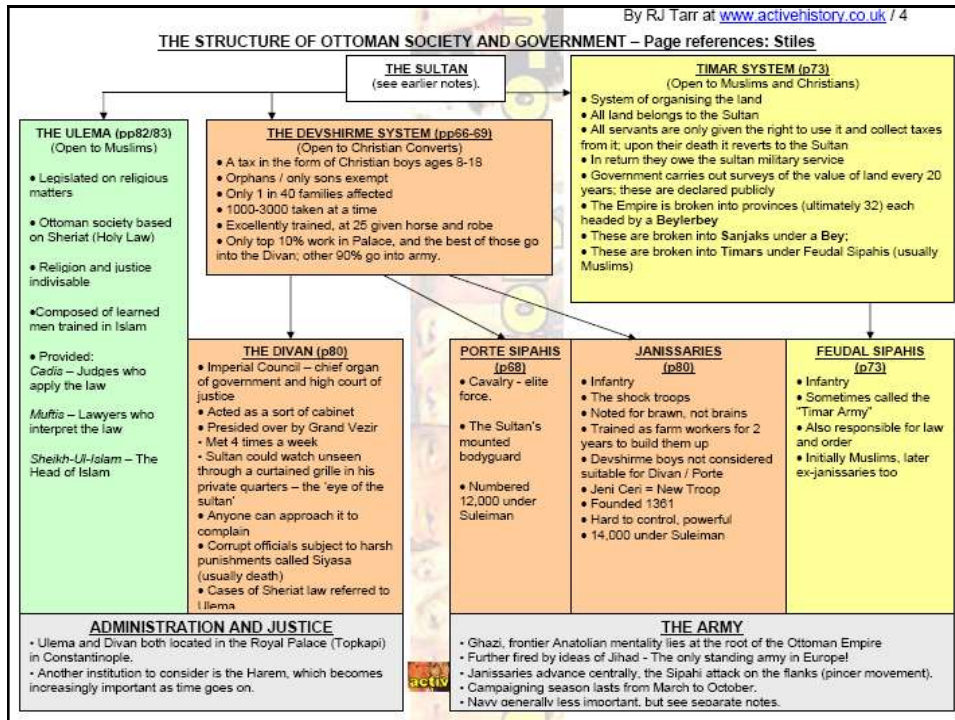 By RJ Tarr at www.activehistory.co.uk / 4
THE STRUCTURE OF OTTOMAN SOCIETY AND GOVERNMENT – Page references: Stiles
THE SULTAN
(see earlier notes).
TIMAR SYSTEM (p73)
(Open to Muslims and Christians)
• System of organising the land
• All land belongs to the Sultan
• All servants are only given the right to use it and collect taxes
from it; upon their death it reverts to the Sultan
• In return they owe the sultan military service
• Government carries out surveys of the value of land every 20
years; these are declared publicly
• The Empire is broken into provinces (ultimately 32) each
headed by a Beylerbey
• These are broken into Sanjaks under a Bey;
• These are broken into Timars under Feudal Sipahis (usually
Muslims)
THE ULEMA (pp82/83)
(Open to Muslims)
• Legislated on religious
matters
• Ottoman society based
on Sheriat (Holy Law)
• Religion and justice
indivisable
•Composed of learned
men trained in Islam
• Provided:
Cadis – Judges who
apply the law
Muftis – Lawyers who
interpret the law
Sheikh-Ul-Islam – The
Head of Islam
THE DEVSHIRME SYSTEM (pp66-69)
(Open to Christian Converts)
• A tax in the form of Christian boys ages 8-18
• Orphans / only sons exempt
• Only 1 in 40 families affected
• 1000-3000 taken at a time
• Excellently trained, at 25 given horse and robe
• Only top 10% work in Palace, and the best of those go
into the Divan; other 90% go into army.
THE DIVAN (p80)
• Imperial Council – chief organ
of government and high court of
justice
• Acted as a sort of cabinet
• Presided over by Grand Vezir
• Met 4 times a week
• Sultan could watch unseen
through a curtained grille in his
private quarters – the 'eye of the
sultan'
• Anyone can approach it to
complain
• Corrupt officials subject to harsh
punishments called Siyasa
(usually death)
• Cases of Sheriat law referred to
Ulema
PORTE SIPAHIS
(p68)
• Cavalry - elite
force.
• The Sultan's
mounted
bodyguard
• Numbered
12,000 under
Suleiman
JANISSARIES
(p80)
• Infantry
• The shock troops
• Noted for brawn, not brains
• Trained as farm workers for 2
years to build them up
• Devshirme boys not considered
suitable for Divan / Porte
• Jeni Ceri = New Troop
• Founded 1361
• Hard to control, powerful
• 14,000 under Suleiman
FEUDAL SIPAHIS
(p73)
• Infantry
• Sometimes called the
"Timar Army"
• Also responsible for law
and order
• Initially Muslims, later
ex-janissaries too
ADMINISTRATION AND JUSTICE
• Ulema and Divan both located in the Royal Palace (Topkapi)
in Constantinople.
• Another institution to consider is the Harem, which becomes
increasingly important as time goes on.
THE ARMY
• Ghazi, frontier Anatolian mentality lies at the root of the Ottoman Empire
• Further fired by ideas of Jihad - The only standing army in Europe!
• Janissaries advance centrally, the Sipahi attack on the flanks (pincer movement).
• Campaigning season lasts from March to October.
• Navy generally less important, but see separate notes.
activ